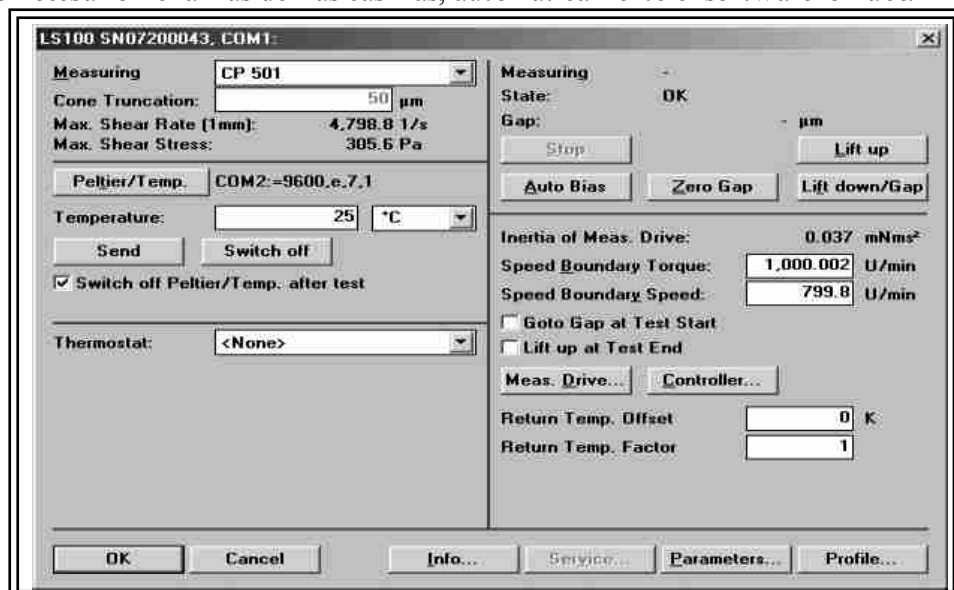 LS100 SN07200043, COM1:
Measuring CP 501
Cone Truncation: 50 µm
Max. Shear Rate (1mm): 4,798.8 1/s
Max. Shear Stress: 305.6 Pa
Peltier/Temp. COM2:=9600,e,7,1
Temperature: 25 °C
Send Switch off
Switch off Peltier/Temp. after test
Thermostat: <None>
Measuring -
State: OK
Gap: - µm
Stop Lift up
Auto Bias Zero Gap Lift down/Gap
Inertia of Meas. Drive: 0.037 mNms²
Speed Boundary Torque: 1,000.002 U/min
Speed Boundary Speed: 799.8 U/min
Goto Gap at Test Start
Lift up at Test End
Meas. Drive... Controller...
Return Temp. Offset 0 K
Return Temp. Factor 1
OK Cancel Info... Service... Parameters... Profile...